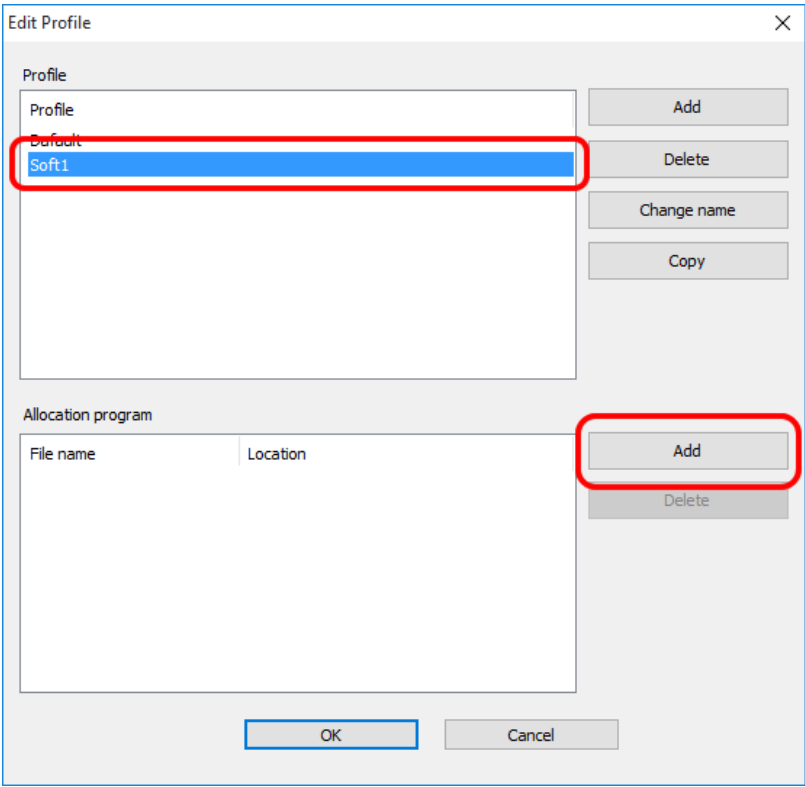 Edit Profile
Profile
Profile
Add
Dafault
Soft1
Delete
Change name
Copy
Allocation program
File name Location
Add
Delete
OK Cancel